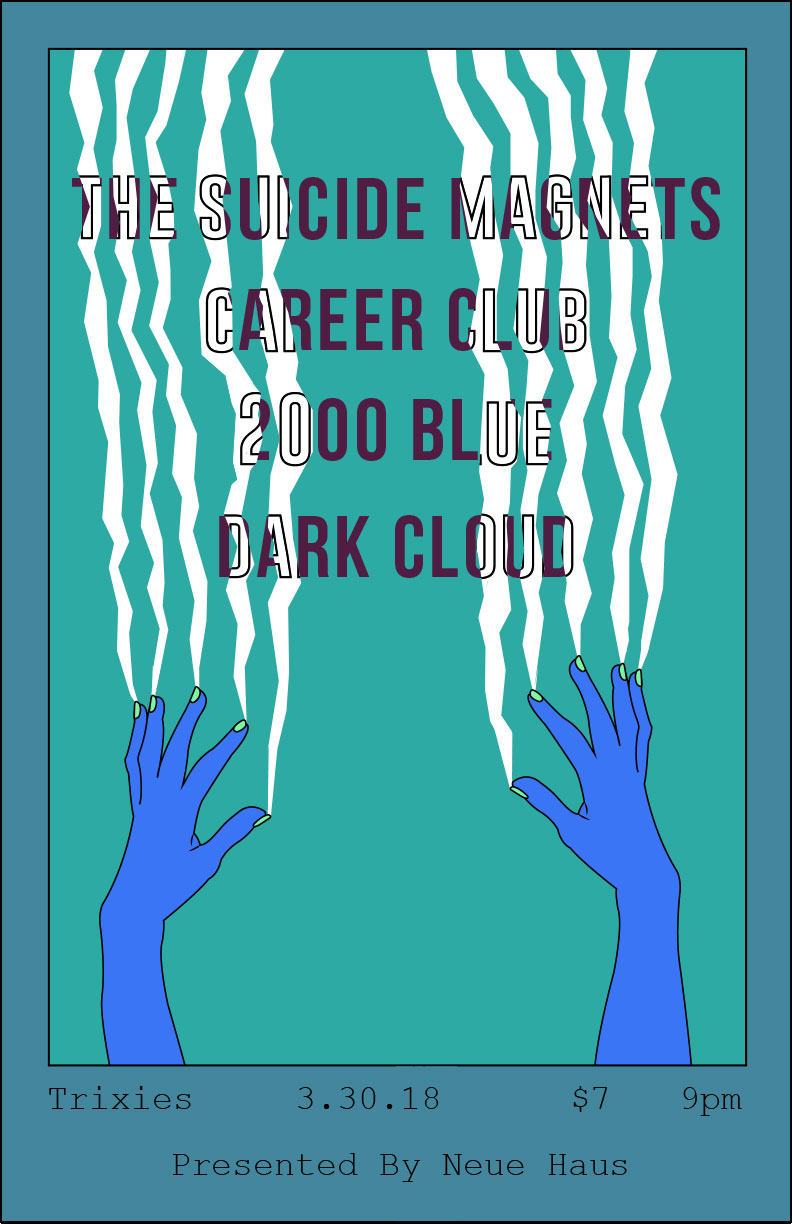 THE SUICIDE MAGNETS
CAREER CLUB
2000 BLUE
DARK CLOUD
Trixies 3.30.18 $7 9pm
Presented By Neue Haus